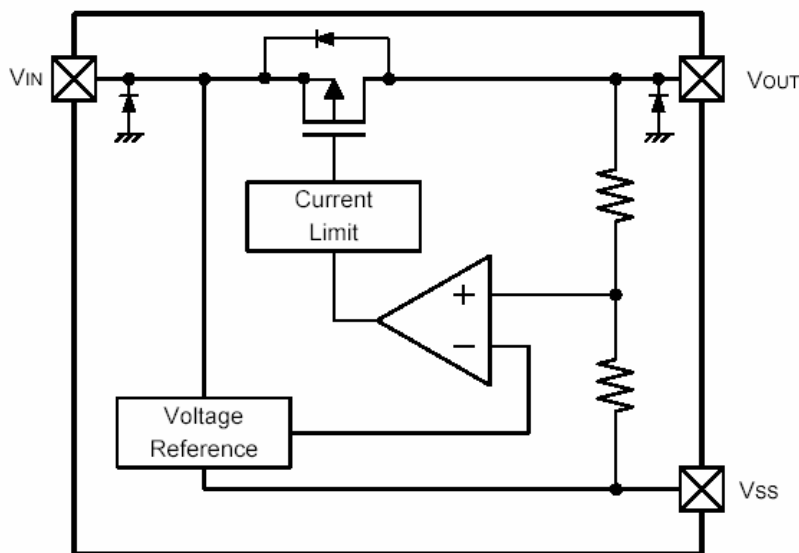 VIN
VOUT
Current
Limit
+
−
Voltage
Reference
VSS